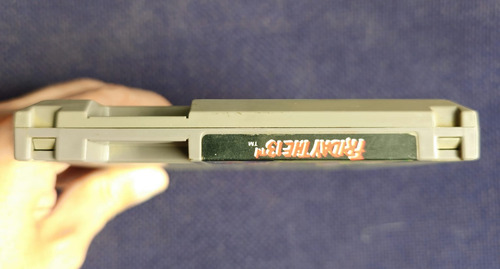 FRIDAY THE 13TH ™